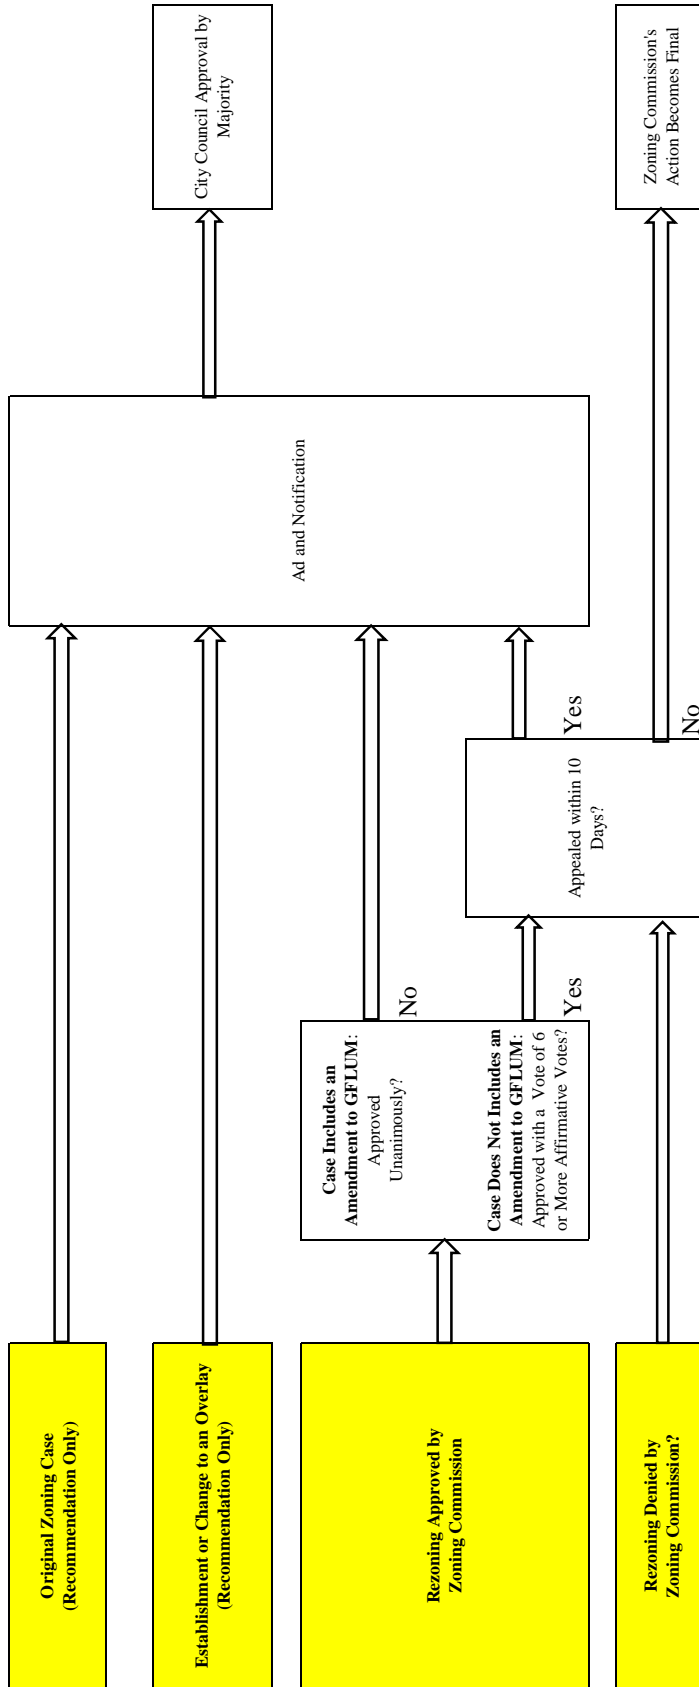 Original Zoning Case
(Recommendation Only)
Establishment or Change to an Overlay
(Recommendation Only)
Rezoning Approved by
Zoning Commission
Rezoning Denied by
Zoning Commission?
Case Includes an
Amendment to GFLUM:
Approved
Unanimously?
Case Does Not Includes an
Amendment to GFLUM:
Approved with a Vote of 6
or More Affirmative Votes?
No
Yes
Appealed within 10
Days?
Yes
No
Ad and Notification
City Council Approval by
Majority
Zoning Commission's
Action Becomes Final